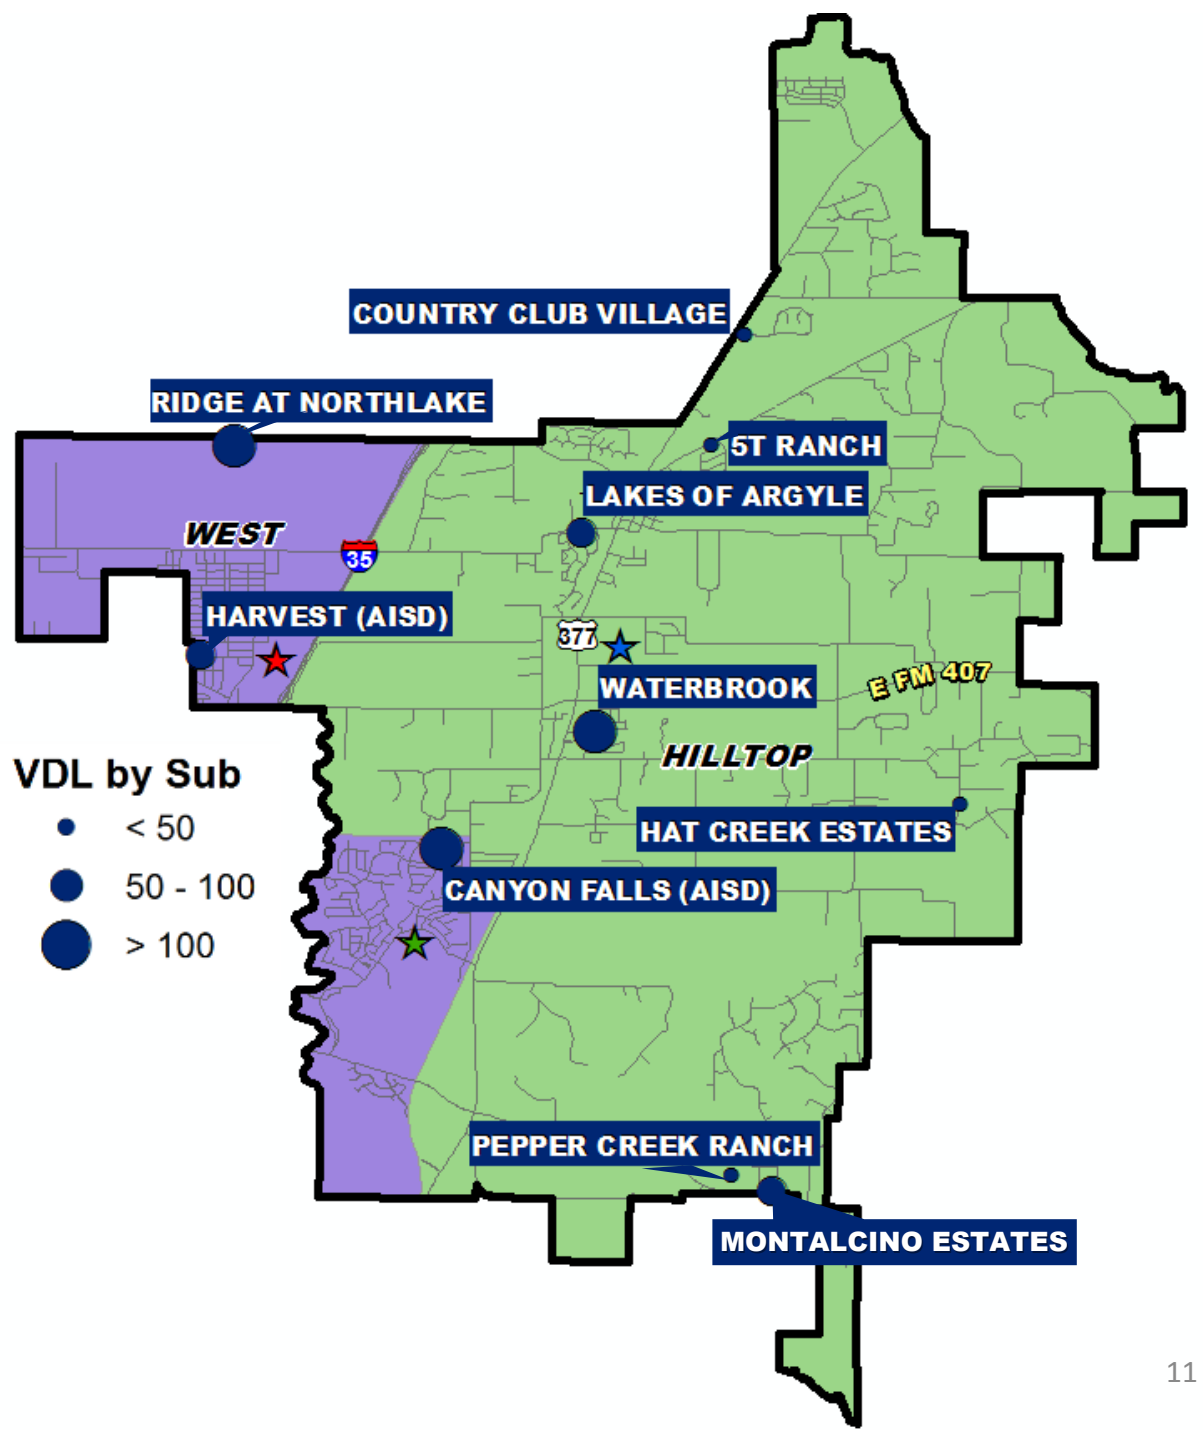 COUNTRY CLUB VILLAGE
RIDGE AT NORTHLAKE
5T RANCH
LAKES OF ARGYLE
WEST
35
HARVEST (AISD)
377
WATERBROOK
E FM 407
HILLTOP
VDL by Sub
< 50
50 - 100
> 100
HAT CREEK ESTATES
CANYON FALLS (AISD)
PEPPER CREEK RANCH
MONTALCINO ESTATES
11